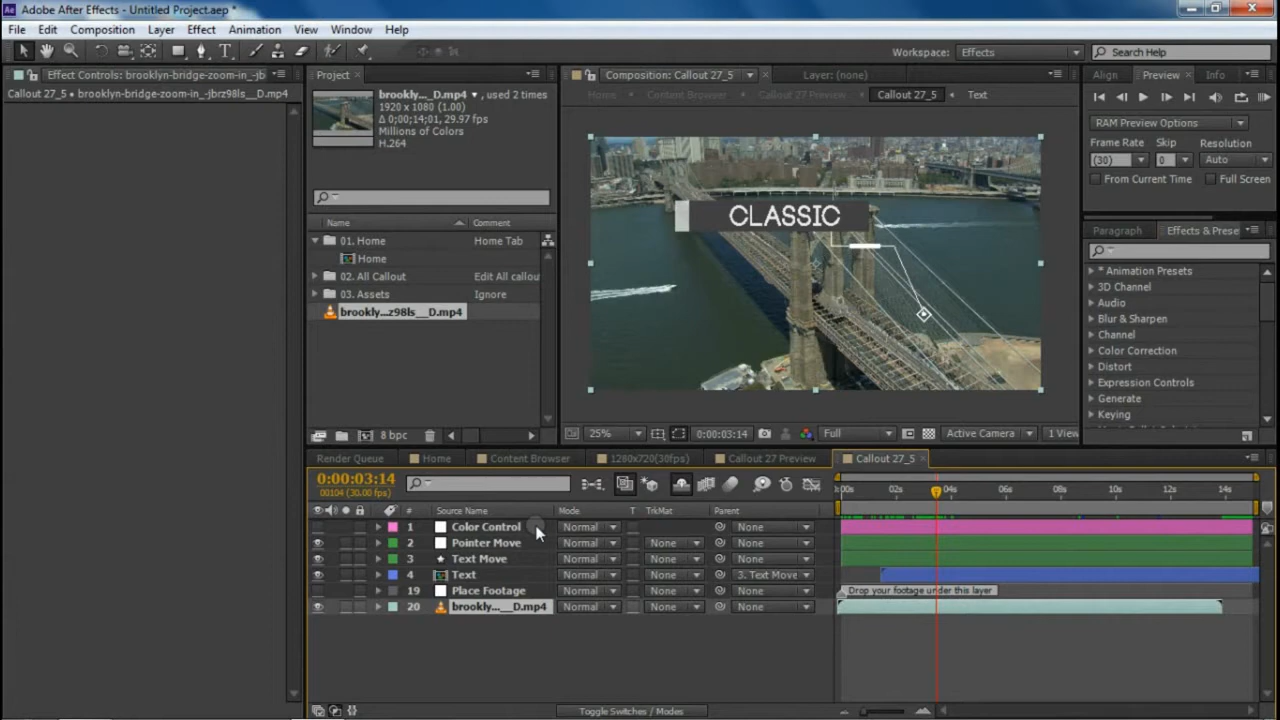 Ae Adobe After Effects - Untitled Project.aep *
File Edit Composition Layer Effect Animation View Window Help
Workspace: Effects
Search Help
Effect Controls: brooklyn-bridge-zoom-in_-jb
Callout 27_5 • brooklyn-bridge-zoom-in_-jbrz98ls__D.mp4
Project
brookly..._D.mp4 , used 2 times
1920 x 1080 (1.00)
Δ 0;00;14;01, 29.97 fps
Millions of Colors
H.264
Name Comment
01. Home Home Tab
Home
02. All Callout Edit All callou
03. Assets Ignore
brookly...z98ls__D.mp4
8 bpc
Composition: Callout 27_5
Layer: (none)
Home Content Browser Callout 27 Preview Callout 27_5 Text
CLASSIC
25% 0:00:03:14 Full Active Camera 1 View
Align Preview Info
RAM Preview Options
Frame Rate Skip Resolution
(30) 0 Auto
From Current Time Full Screen
Paragraph Effects & Prese
* Animation Presets
3D Channel
Audio
Blur & Sharpen
Channel
Color Correction
Distort
Expression Controls
Generate
Keying
Render Queue Home Content Browser 1280x720(30fps) Callout 27 Preview Callout 27_5
0:00:03:14
00104 (30.00 fps)
:00s 02s 04s 06s 08s 10s 12s 14s
# Source Name Mode T TrkMat Parent
1 Color Control Normal None
2 Pointer Move Normal None None
3 Text Move Normal None None
4 Text Normal None 3. Text Move
19 Place Footage Normal None None
Drop your footage under this layer
20 brookly..._D.mp4 Normal None None
Toggle Switches / Modes